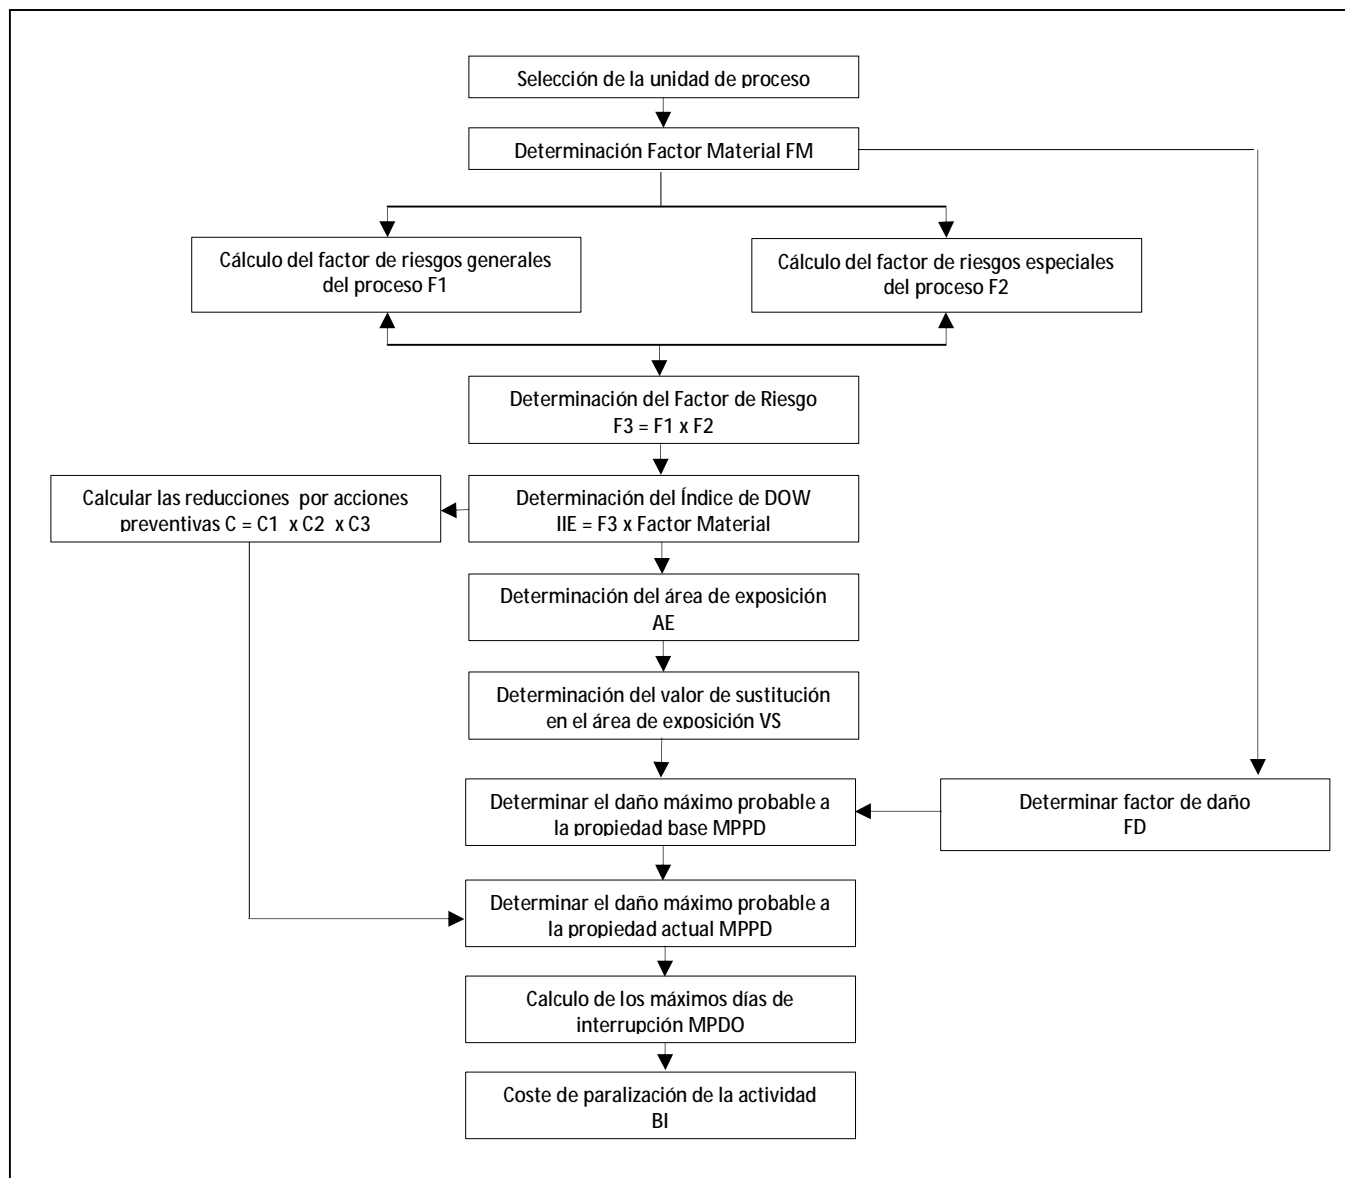 Selección de la unidad de proceso
Determinación Factor Material FM
Cálculo del factor de riesgos generales
del proceso F1
Cálculo del factor de riesgos especiales
del proceso F2
Determinación del Factor de Riesgo
F3 = F1 x F2
Calcular las reducciones por acciones
preventivas C = C1 x C2 x C3
Determinación del Índice de DOW
IIE = F3 x Factor Material
Determinación del área de exposición
AE
Determinación del valor de sustitución
en el área de exposición VS
Determinar el daño máximo probable a
la propiedad base MPPD
Determinar factor de daño
FD
Determinar el daño máximo probable a
la propiedad actual MPPD
Calculo de los máximos días de
interrupción MPDO
Coste de paralización de la actividad
BI